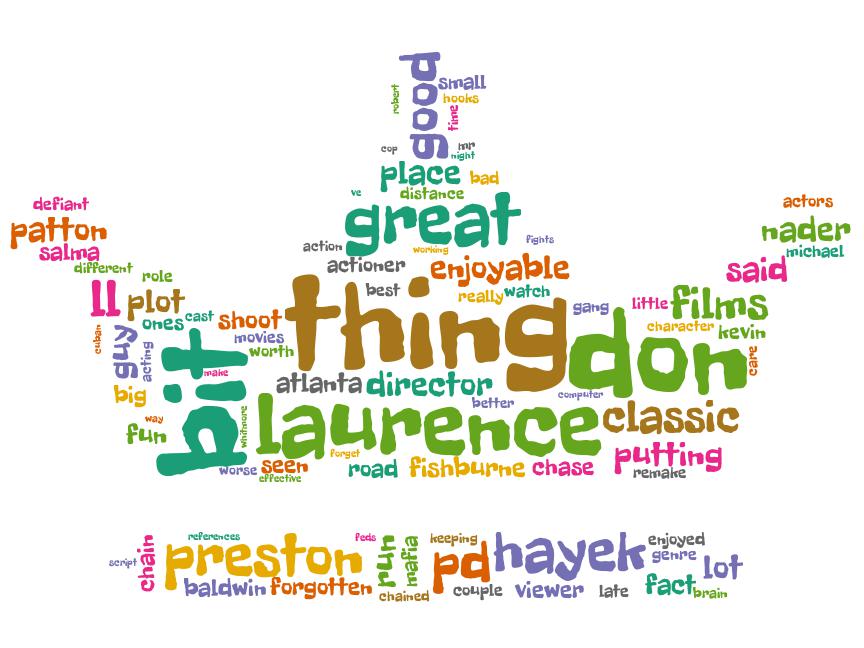 good
small
robert
hooks
time
cop
mr
night
place
bad
ve
distance
great
defiant
patton
salma
different
actors
nader
michael
said
action
working
fights
actioner
enjoyable
role
ll
plot
best
really
watch
gang
little
films
ones
cast
shoot
thing
character
kevin
cuban
guy
acting
movies
worth
don
care
bit
make
atlanta
director
computer
big
better
way
fun
whitmore
laurence
classic
forget
worse
seen
effective
road
fishburne
chase
putting
remake
script
chain
references
preston
feds
run
mafia
keeping
pd
hayek
enjoyed
genre
lot
baldwin
forgotten
chained
couple
viewer
late
fact
brain